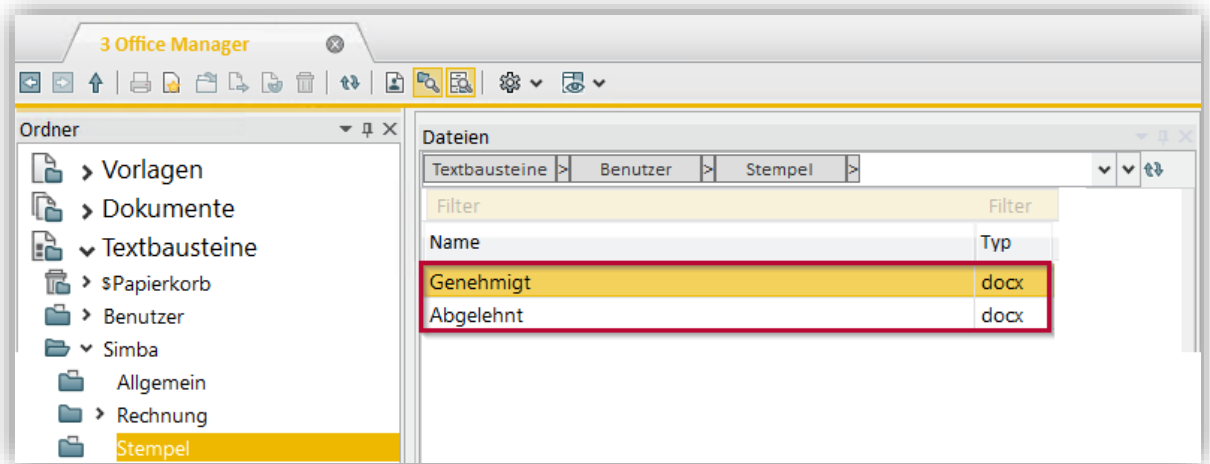 3 Office Manager
Ordner
Vorlagen
Dokumente
Textbausteine
$Papierkorb
Benutzer
Simba
Allgemein
Rechnung
Stempel
Dateien
Textbausteine > Benutzer > Stempel >
Filter Filter
Name Typ
Genehmigt docx
Abgelehnt docx